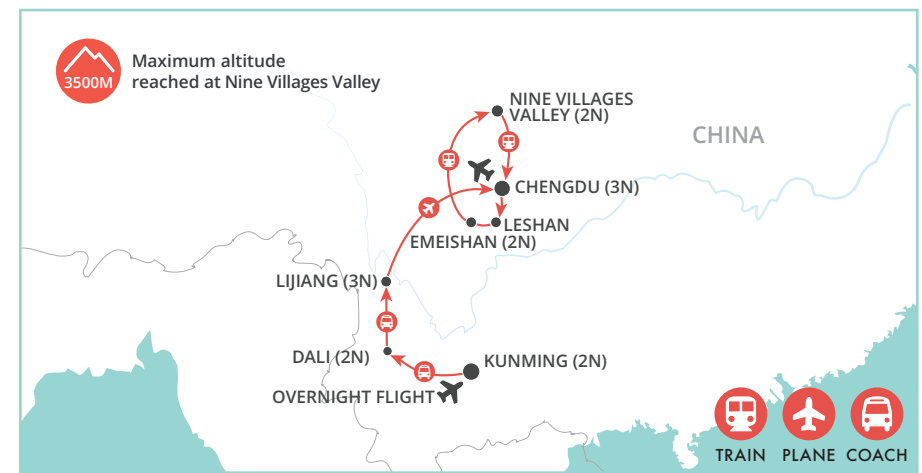 3500M
Maximum altitude
reached at Nine Villages Valley
NINE VILLAGES
VALLEY (2N)
CHINA
CHENGDU (3N)
LESHAN
EMEISHAN (2N)
LIJIANG (3N)
DALI (2N)
KUNMING (2N)
OVERNIGHT FLIGHT
TRAIN PLANE COACH